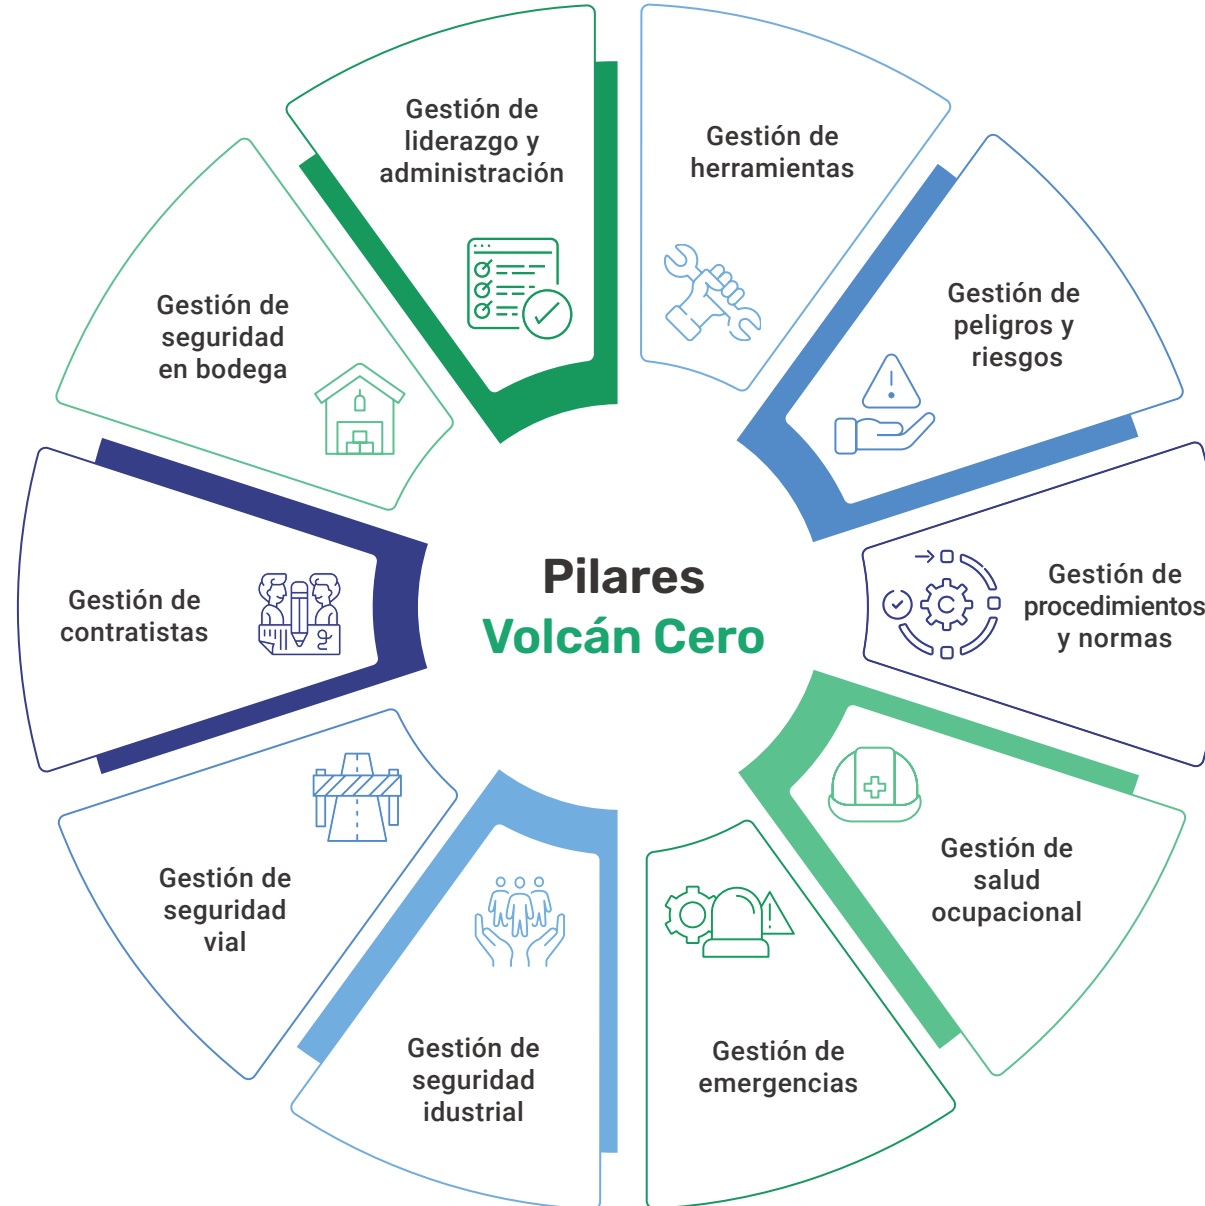 Gestión de
liderazgo y
administración
Gestión de
herramientas
Gestión de
peligros y
riesgos
Gestión de
procedimientos
y normas
Gestión de
salud
ocupacional
Gestión de
emergencias
Gestión de
seguridad
idustrial
Gestión de
seguridad
vial
Gestión de
contratistas
Gestión de
seguridad
en bodega
Pilares
Volcán Cero